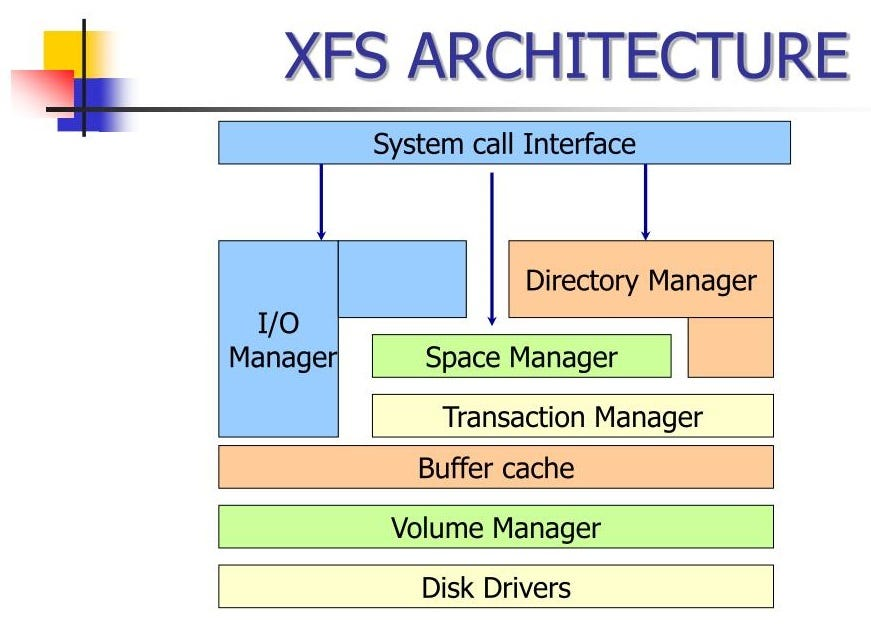 XFS ARCHITECTURE
System call Interface
Directory Manager
I/O
Manager
Space Manager
Transaction Manager
Buffer cache
Volume Manager
Disk Drivers